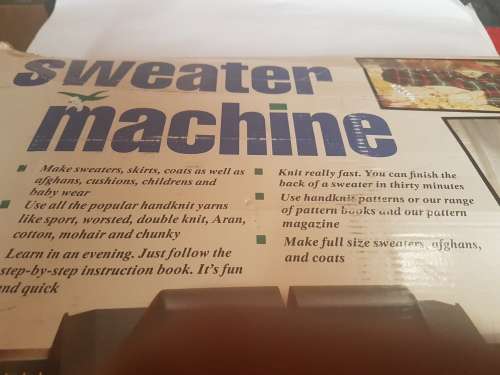 sweater
machine
Make sweaters, skirts, coats as well as
afghans, cushions, childrens and
baby wear
Use all the popular handknit yarns
like sport, worsted, double knit, Aran,
cotton, mohair and chunky
Learn in an evening. Just follow the
step-by-step instruction book. It's fun
and quick
Knit really fast. You can finish the
back of a sweater in thirty minutes
Use handknit patterns or our range
of pattern books and our pattern
magazine
Make full size sweaters, afghans,
and coats